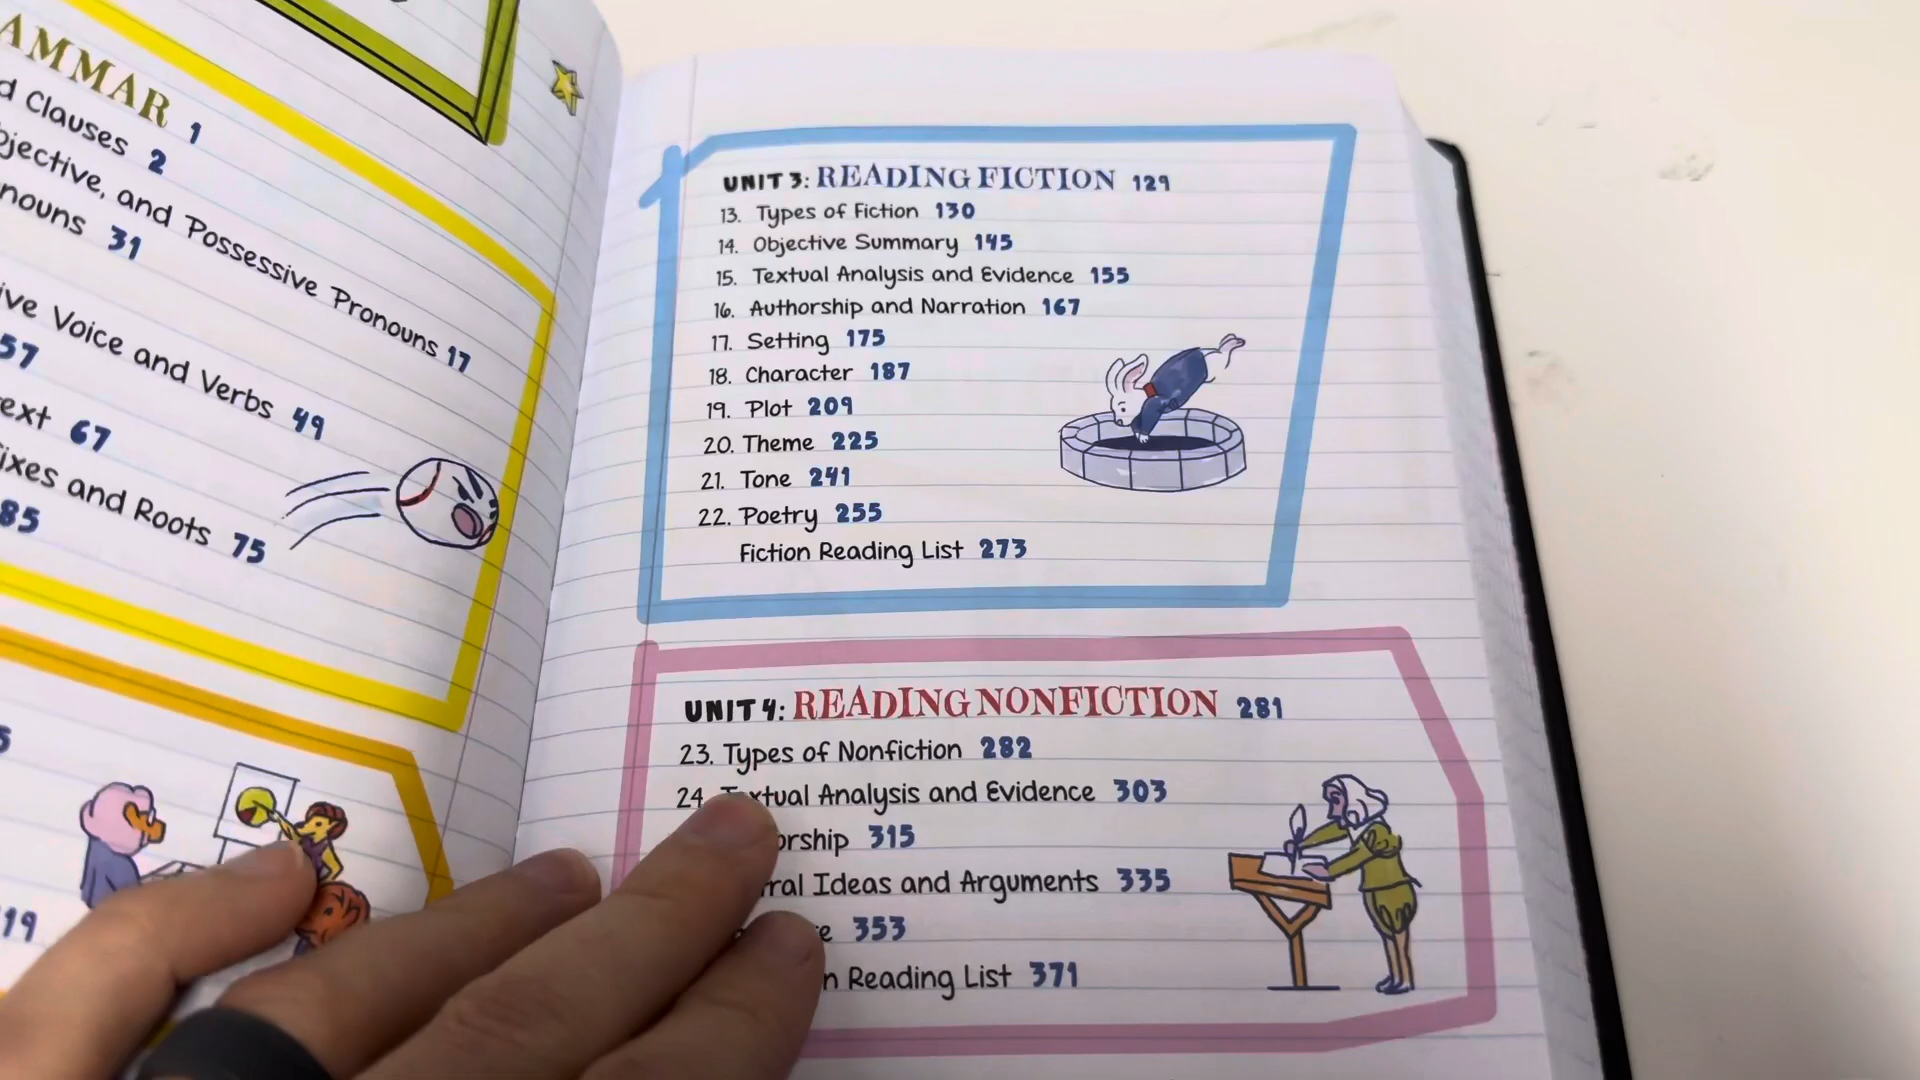 AMMAR 1
d Clauses 2
bjective, and Possessive Pronouns 17
nouns 31
ive Voice and Verbs 49
57
ext 67
ixes and Roots 75
85
5
19
UNIT 3: READING FICTION 129
13. Types of Fiction 130
14. Objective Summary 145
15. Textual Analysis and Evidence 155
16. Authorship and Narration 167
17. Setting 175
18. Character 187
19. Plot 209
20. Theme 225
21. Tone 241
22. Poetry 255
Fiction Reading List 273
UNIT 4: READING NONFICTION 281
23. Types of Nonfiction 282
24. Textual Analysis and Evidence 303
orship 315
ral Ideas and Arguments 335
e 353
n Reading List 371